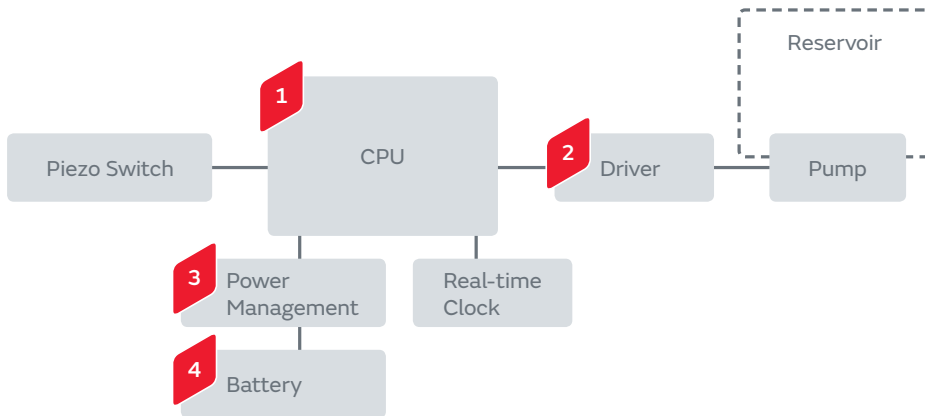 Reservoir
1
CPU
Piezo Switch
2
Driver
Pump
3
Power
Management
Real-time
Clock
4
Battery